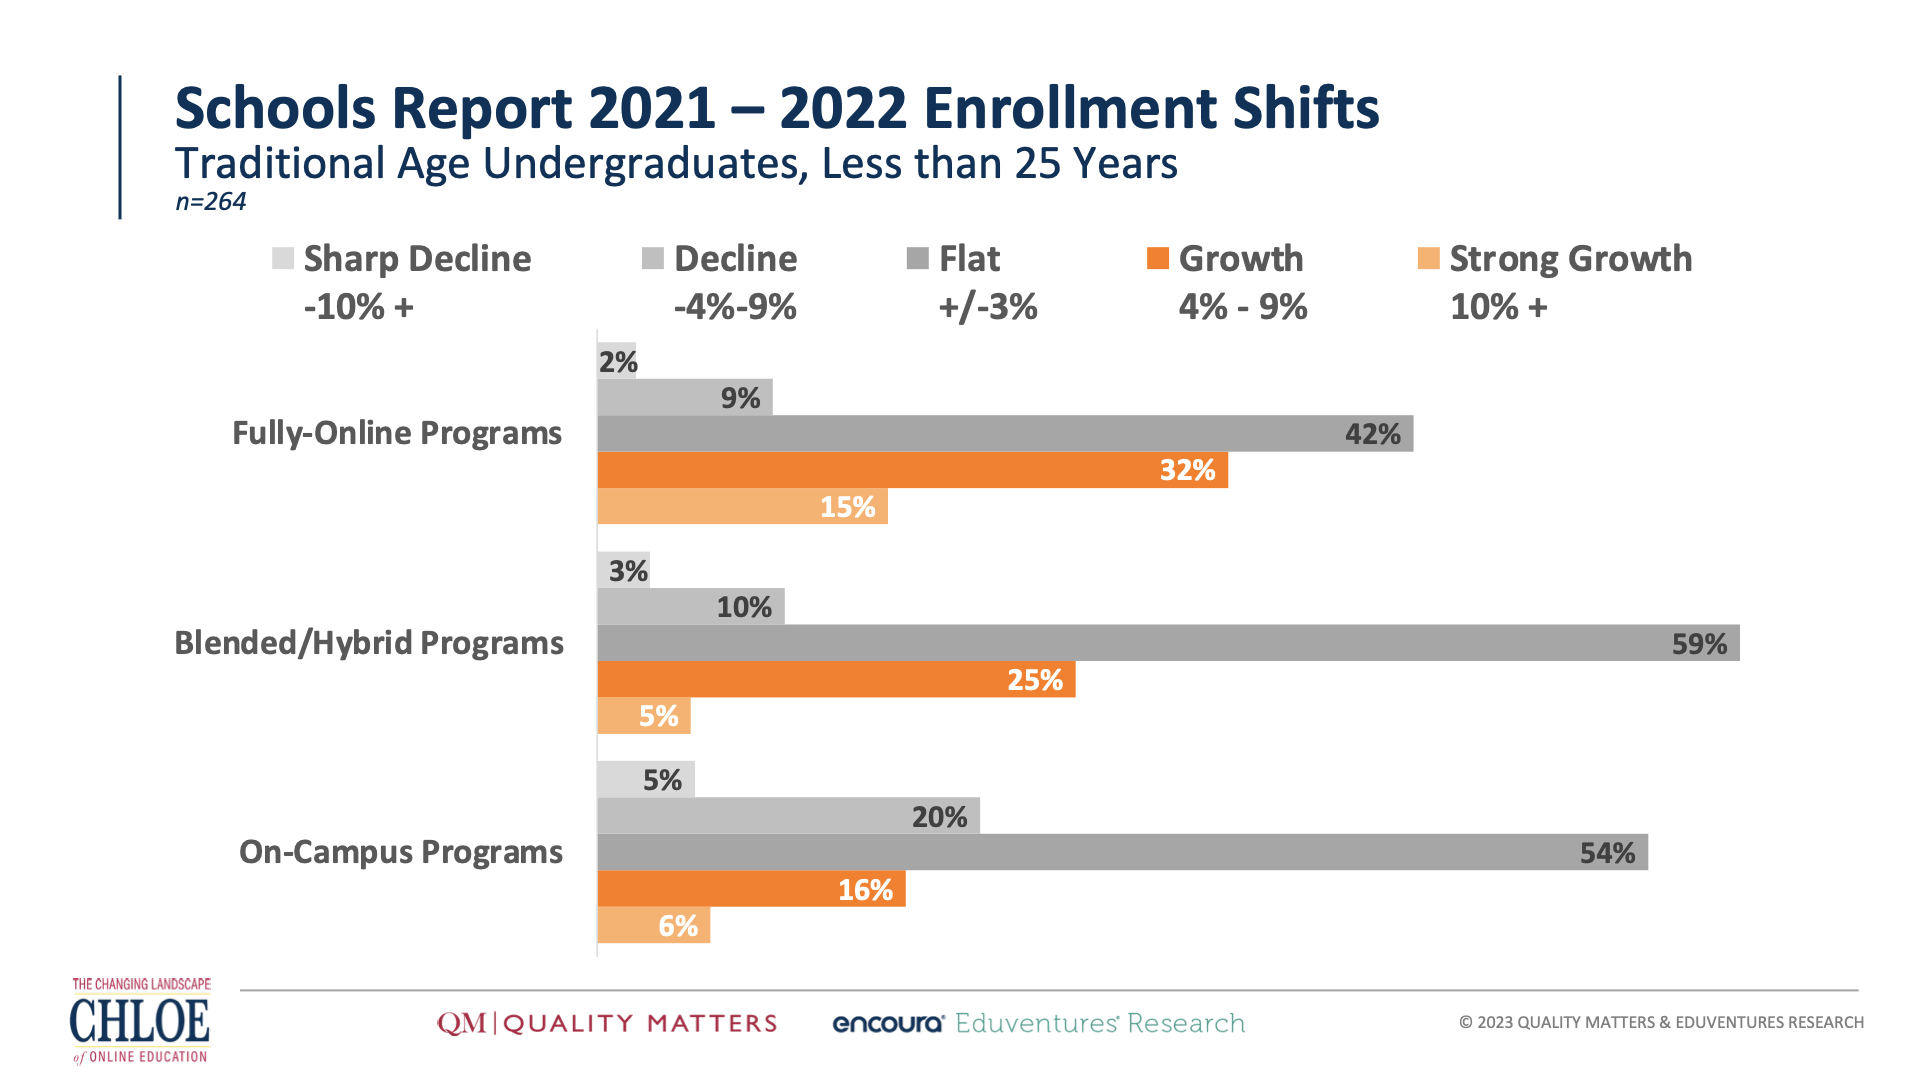 Schools Report 2021 – 2022 Enrollment Shifts
Traditional Age Undergraduates, Less than 25 Years
n=264
Sharp Decline
-10% +
Decline
-4%-9%
Flat
+/-3%
Growth
4% - 9%
Strong Growth
10% +
Fully-Online Programs
2%
9%
42%
32%
15%
Blended/Hybrid Programs
3%
10%
59%
25%
5%
On-Campus Programs
5%
20%
54%
16%
6%
THE CHANGING LANDSCAPE
CHLOE
of ONLINE EDUCATION
QM|QUALITY MATTERS
encoura® Eduventures® Research
© 2023 QUALITY MATTERS & EDUVENTURES RESEARCH